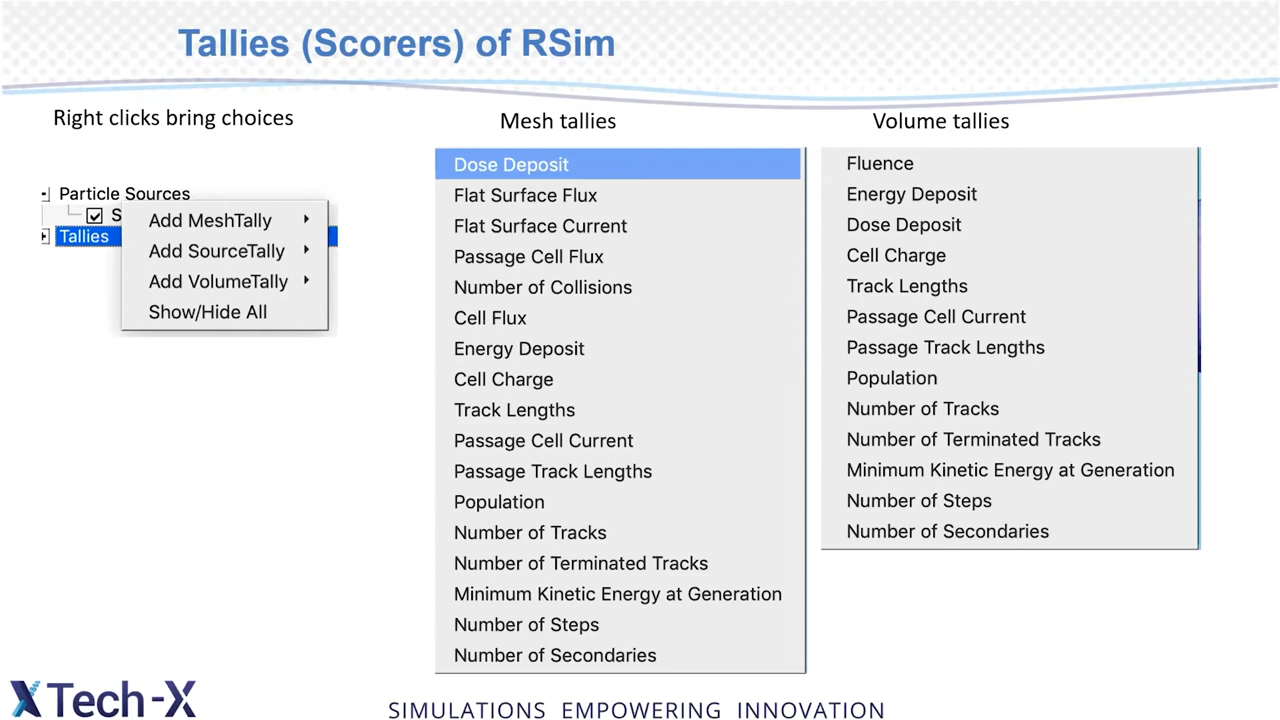 Tallies (Scorers) of RSim
Right clicks bring choices
Particle Sources
S
Tallies
Add MeshTally
Add SourceTally
Add VolumeTally
Show/Hide All
Mesh tallies
Dose Deposit
Flat Surface Flux
Flat Surface Current
Passage Cell Flux
Number of Collisions
Cell Flux
Energy Deposit
Cell Charge
Track Lengths
Passage Cell Current
Passage Track Lengths
Population
Number of Tracks
Number of Terminated Tracks
Minimum Kinetic Energy at Generation
Number of Steps
Number of Secondaries
Volume tallies
Fluence
Energy Deposit
Dose Deposit
Cell Charge
Track Lengths
Passage Cell Current
Passage Track Lengths
Population
Number of Tracks
Number of Terminated Tracks
Minimum Kinetic Energy at Generation
Number of Steps
Number of Secondaries
Tech-X
SIMULATIONS EMPOWERING INNOVATION